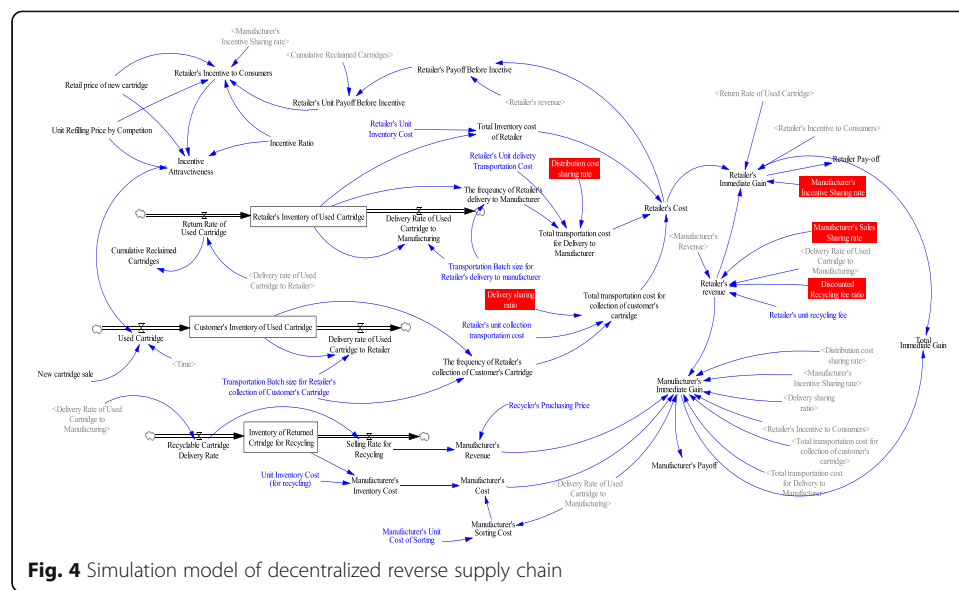 <Manufacturer's
Incentive Sharing rate>
<Cumulative Reclaimed Cartridges>
Retailer's Incentive to Consumers
Retailer's Payoff Before Incetive
Retail price of new cartridge
Retailer's Unit Payoff Before Incentive
<Retailer's revenue>
<Return Rate of
Used Cartridge>
Unit Refilling Price by Competiton
Retailer's Unit
Inventory Cost
Total Inventory cost
of Retailer
<Retailer's Incentive to Consumers>
Incentive Ratio
Incentive
Attravctiveness
Retailer's Unit delivery
Transportation Cost
Distribution cost
sharing rate
Retailer Pay-off
Retailer's
Immediate Gain
Manufacturer's
Incentive Sharing rate
The freqeuncy of Retailer's
delivery to Manufacturer
Retailer's Inventory of Used Cartridge
Retailer's Cost
Return Rate of
Used Cartridge
Delivery Rate of Used
Cartridge to
Manufacturing
Total transportation cost
for Delivery to
Manufacturer
Manufacturer's Sales
Sharing rate
<Manufacturer's
Revenue>
<Delivery Rate of Used
Cartridge to
Manufacturing>
Cumulative Reclaimed
Cartridges
<Delivery rate of Used
Cartridge to Retailer>
Transportation Batch size for
Retailer's delivery to manufacturer
Retailer's
revenue
Discounted
Recycling fee ratio
Delivery sharing
ratio
Total transportation cost for
collection of customer's
cartridge
Retailer's unit recycling fee
Customer's Inventory of Used Cartridge
Retailer's unit collection
transportation cost
Used Cartridge
Delivery rate of Used
Cartridge to Retailer
Total
Immediate Gain
<Time>
The frequency of Retailer's
collection of Customer's Cartridge
<Distribution cost
sharing rate>
New cartridge sale
Transportation Batch size for Retailer's
collection of Customer's Cartridge
Manufacturer's
Immediate Gain
<Manufacturer's
Incentive Sharing rate>
<Delivery sharing
ratio>
<Delivery Rate of Used
Cartridge to
Manufacturing>
Recycler's Pruchasing Price
<Retailer's Incentive to Consumers>
Inventory of Returned
Crtridge for Recycling
Recyclable Cartridge
Delivery Rate
Selling Rate for
Recycling
Manufacturer's
Revenue
<Total transportation cost for
collection of customer's
cartridge>
Manufacturer's Payoff
<Total transportation cost
for Delivery to
Manufacturer>
Unit Inventory Cost
(for recycling)
Manufacturer's
Inventory Cost
Manufacturer's
Cost
<Delivery Rate of Used
Cartridge to
Manufacturing>
Manufacturer's Unit
Cost of Sorting
Manufacturer's
Sorting Cost
Fig. 4 Simulation model of decentralized reverse supply chain